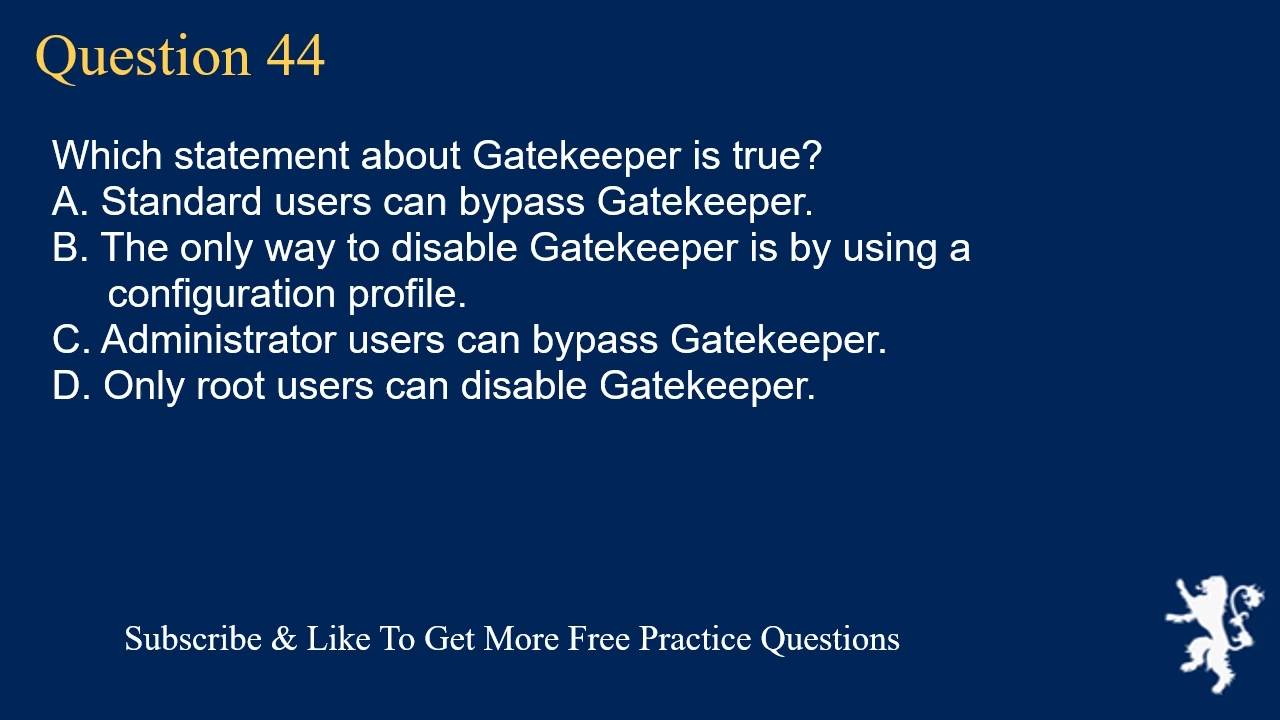 Question 44
Which statement about Gatekeeper is true?
A. Standard users can bypass Gatekeeper.
B. The only way to disable Gatekeeper is by using a
configuration profile.
C. Administrator users can bypass Gatekeeper.
D. Only root users can disable Gatekeeper.
Subscribe & Like To Get More Free Practice Questions